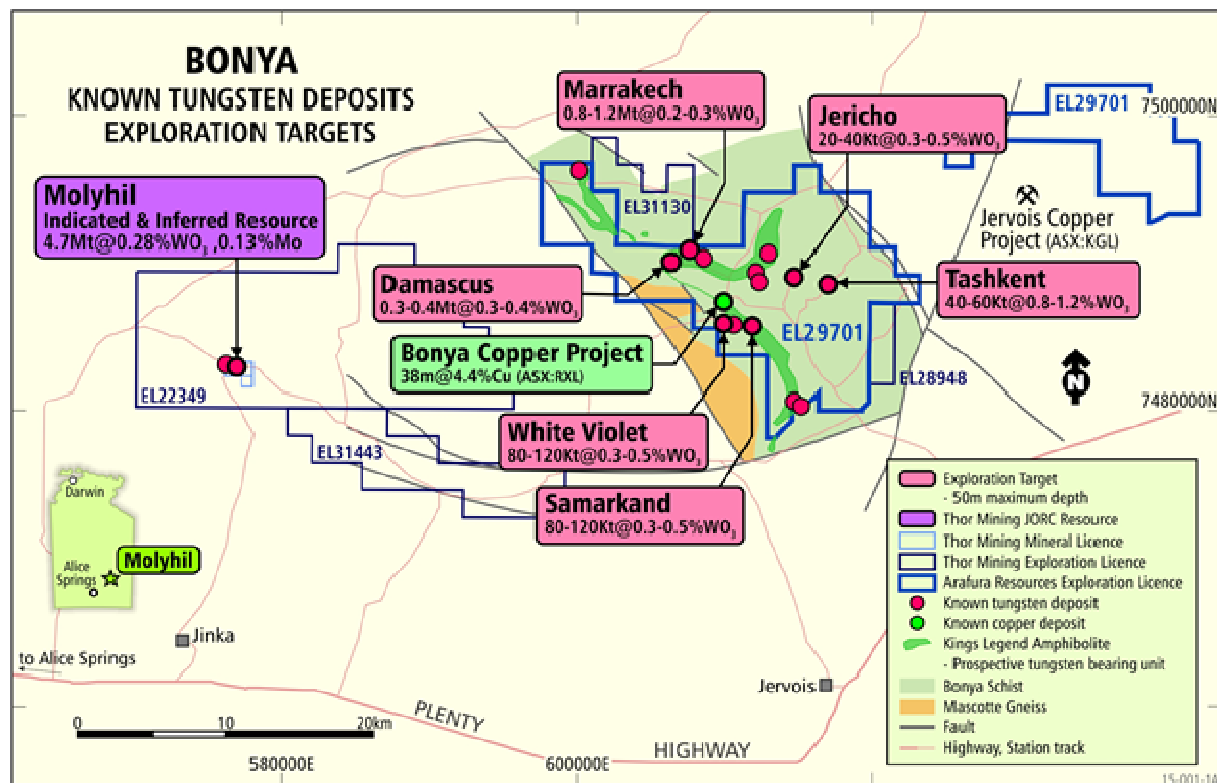 BONYA
KNOWN TUNGSTEN DEPOSITS
EXPLORATION TARGETS
Marrakech
0.8-1.2Mt@0.2-0.3%WO₃
Jericho
20-40Kt@0.3-0.5%WO₃
EL29701
7500000N
Molyhil
Indicated & Inferred Resource
4.7Mt@0.28%WO₃ ,0.13%Mo
EL31130
Jervois Copper
Project (ASX:KGL)
Damascus
0.3-0.4Mt@0.3-0.4%WO₃
Tashkent
40-60Kt@0.8-1.2%WO₃
EL29701
Bonya Copper Project
38m@4.4%Cu (ASX:RXL)
EL22349
EL28948
N
7480000N
White Violet
80-120Kt@0.3-0.5%WO₃
EL31443
Samarkand
80-120Kt@0.3-0.5%WO₃
Darwin
Alice
Springs
Molyhil
Exploration Target
- 50m maximum depth
Thor Mining JORC Resource
Thor Mining Mineral Licence
Thor Mining Exploration Licence
Arafura Resources Exploration Licence
Known tungsten deposit
Known copper deposit
Kings Legend Amphibolite
- Prospective tungsten bearing unit
Bonya Schist
Mascotte Gneiss
Fault
Highway, Station track
Jinka
to Alice Springs
Jervois
PLENTY
HIGHWAY
0 10 20km
580000E
600000E